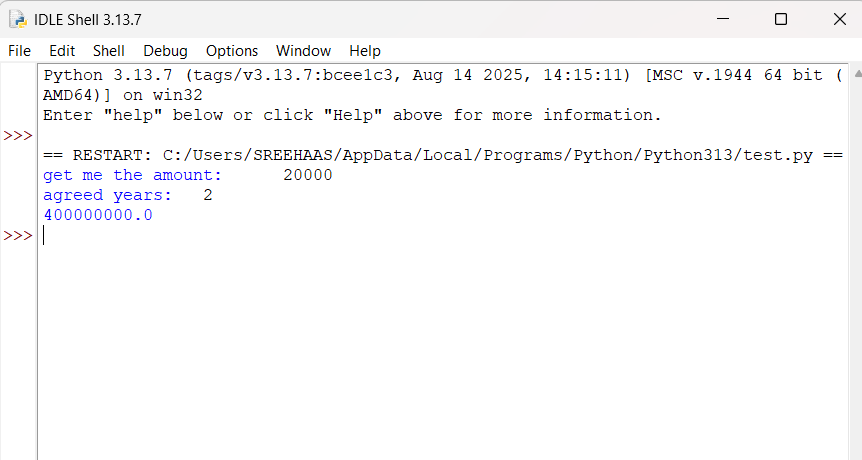 IDLE Shell 3.13.7
File Edit Shell Debug Options Window Help
Python 3.13.7 (tags/v3.13.7:bcee1c3, Aug 14 2025, 14:15:11) [MSC v.1944 64 bit (
AMD64)] on win32
Enter "help" below or click "Help" above for more information.
>>>
== RESTART: C:/Users/SREEHAAS/AppData/Local/Programs/Python/Python313/test.py ==
get me the amount:      20000
agreed years:   2
400000000.0
>>>